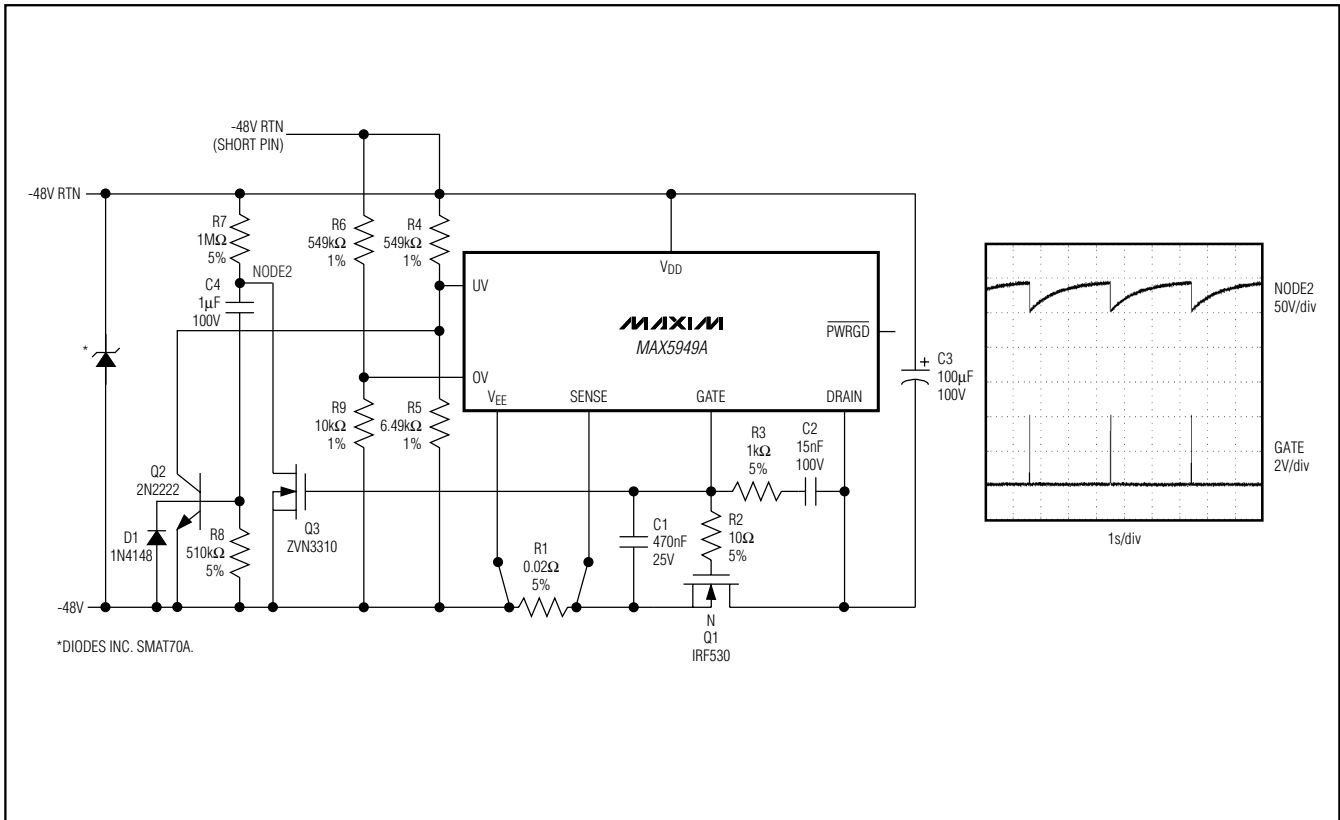 -48V RTN
(SHORT PIN)
-48V RTN
R7
1MΩ
5%
R6
549kΩ
1%
R4
549kΩ
1%
NODE2
C4
1μF
100V
*
VDD
UV
MAXIM
MAX5949A
PWRGD
OV
VEE
SENSE
GATE
DRAIN
C3
+
100μF
100V
R9
10kΩ
1%
R5
6.49kΩ
1%
R3
1kΩ
5%
C2
15nF
100V
Q2
2N2222
Q3
ZVN3310
D1
1N4148
R8
510kΩ
5%
R1
0.02Ω
5%
C1
470nF
25V
R2
10Ω
5%
-48V
N
Q1
IRF530
*DIODES INC. SMAT70A.
NODE2
50V/div
GATE
2V/div
1s/div